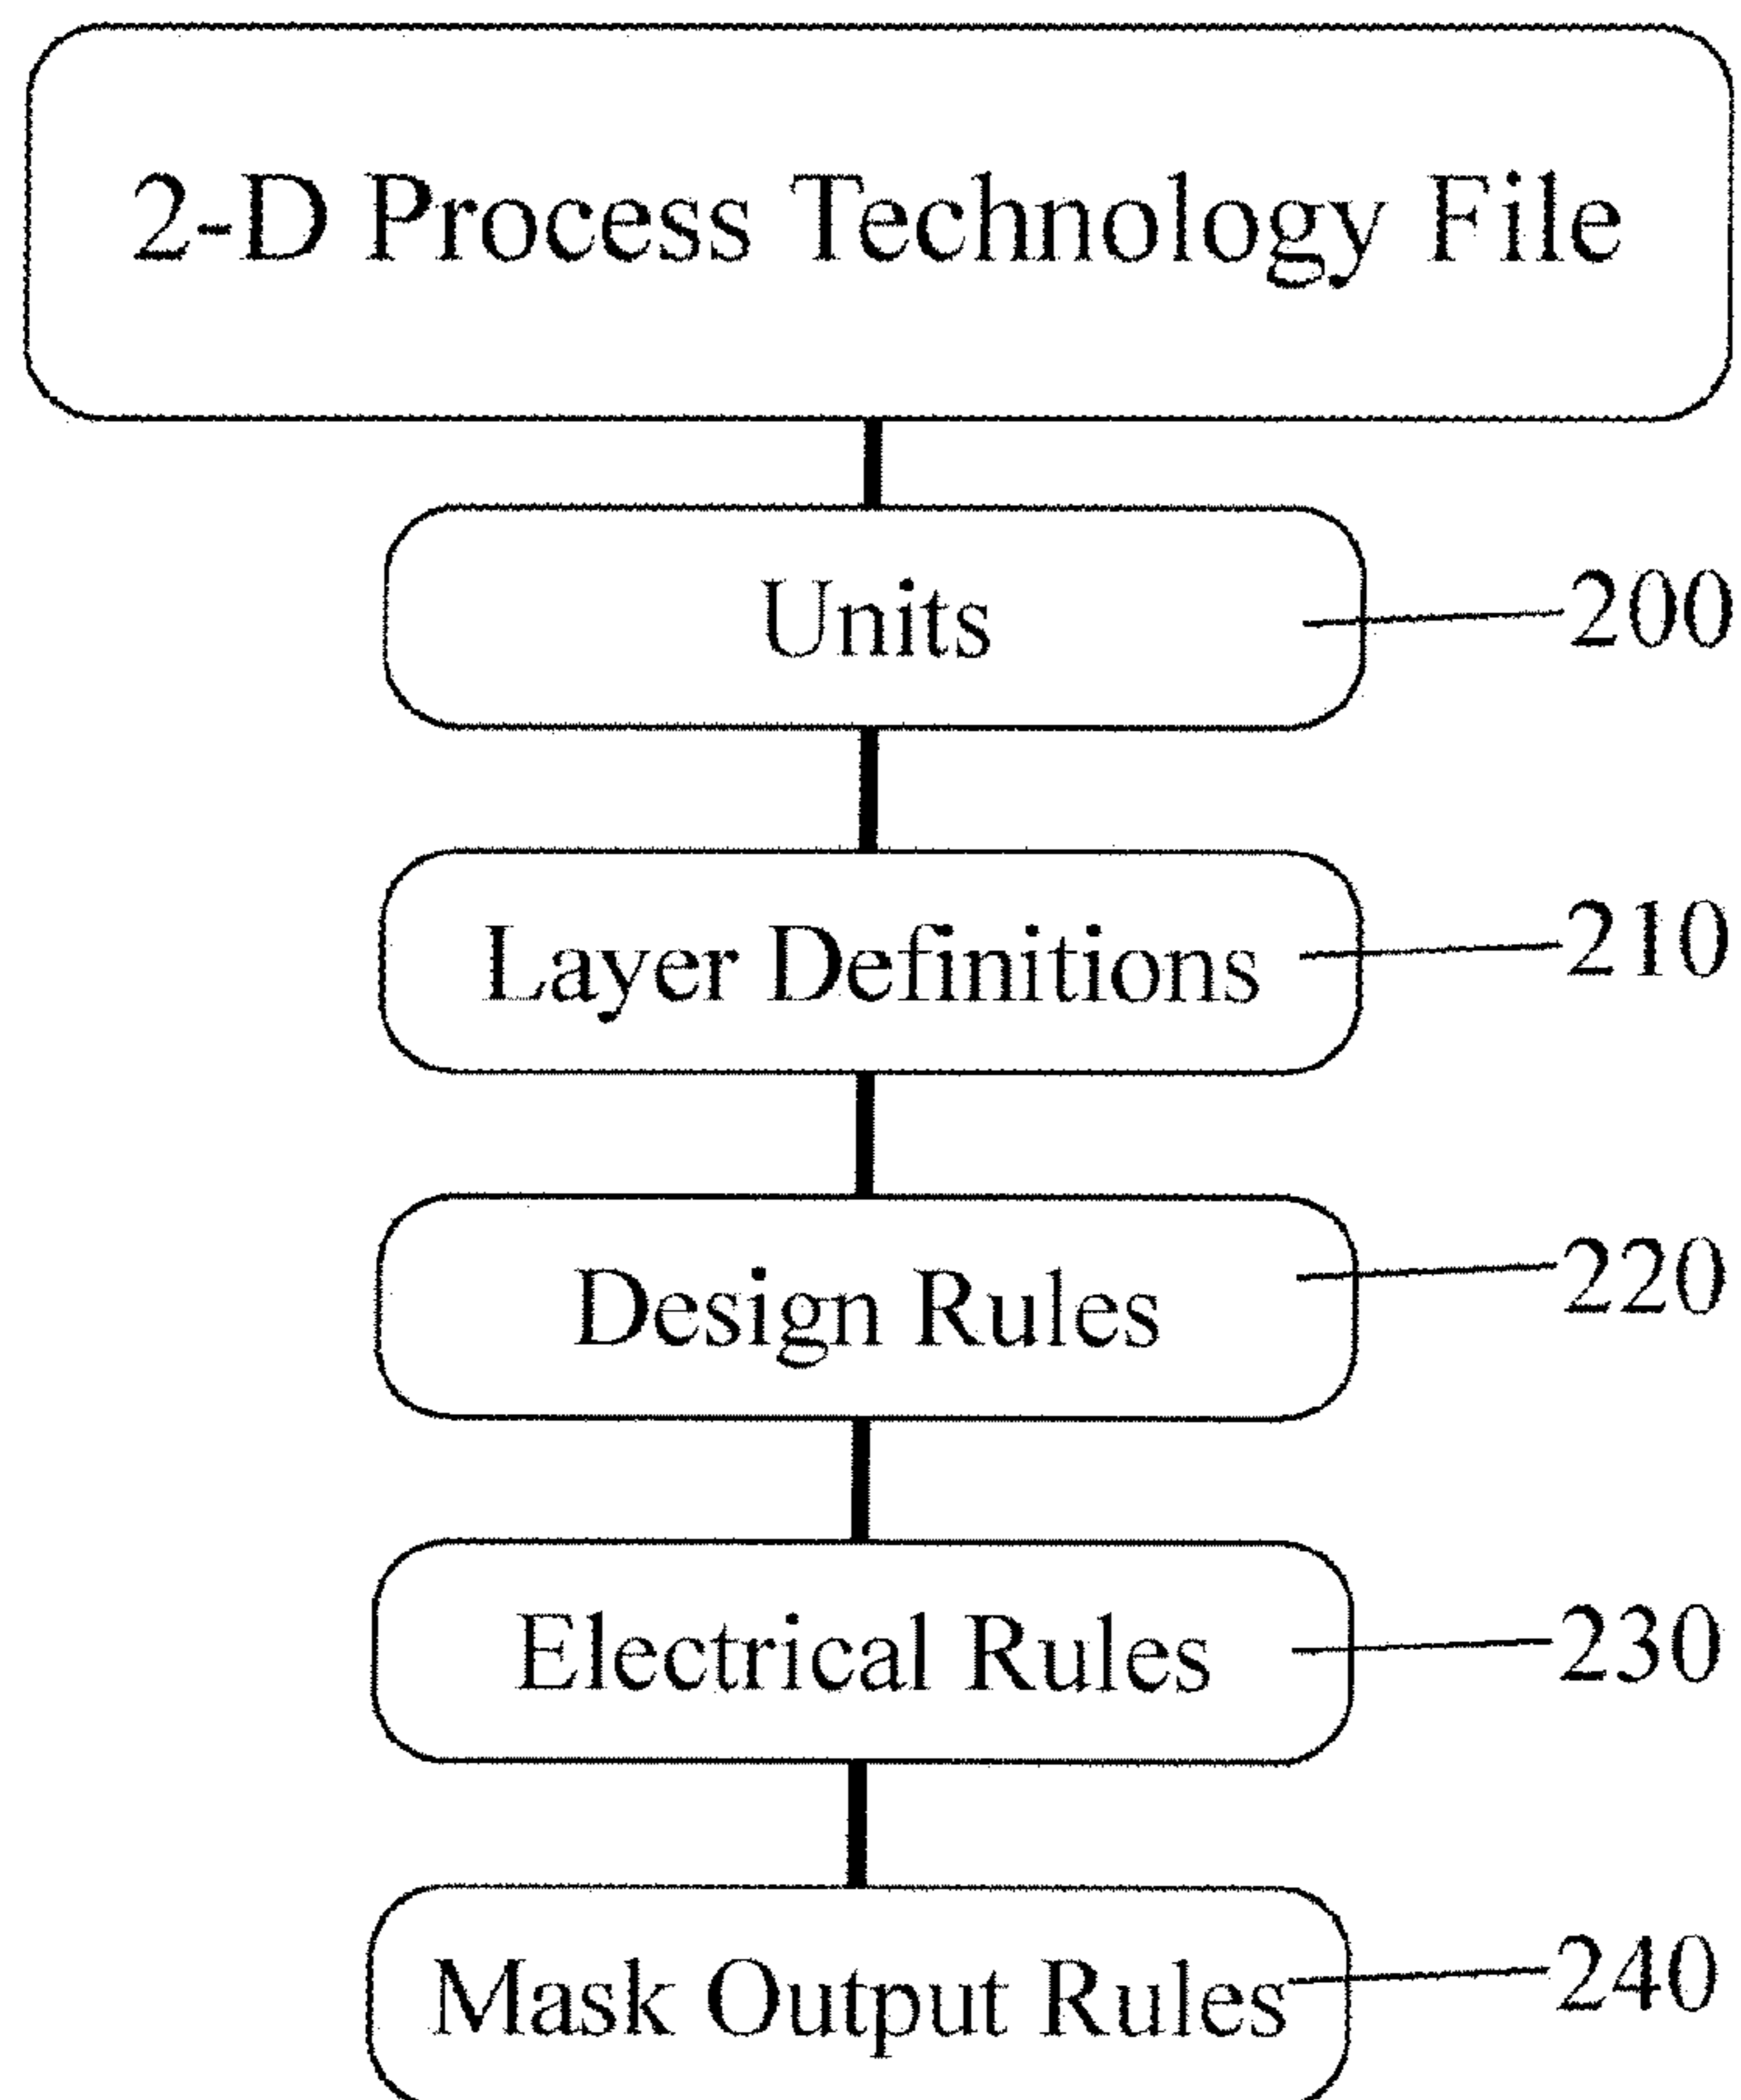 2-D Process Technology File
Units
200
Layer Definitions
210
Design Rules
220
Electrical Rules
230
Mask Output Rules
240